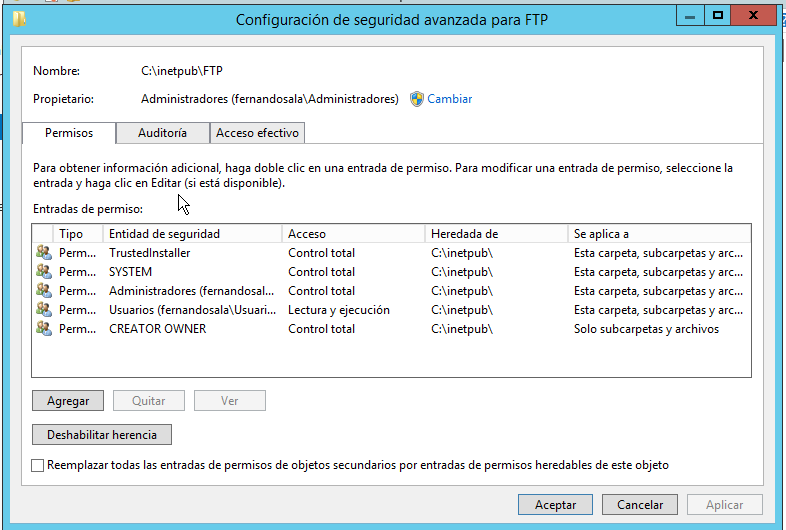 Configuración de seguridad avanzada para FTP
Nombre: C:\inetpub\FTP
Propietario: Administradores (fernandosala\Administradores) Cambiar
Permisos Auditoría Acceso efectivo
Para obtener información adicional, haga doble clic en una entrada de permiso. Para modificar una entrada de permiso, seleccione la
entrada y haga clic en Editar (si está disponible).
Entradas de permiso:
Tipo Entidad de seguridad Acceso Heredada de Se aplica a
Perm... TrustedInstaller Control total C:\inetpub\ Esta carpeta, subcarpetas y arc...
Perm... SYSTEM Control total C:\inetpub\ Esta carpeta, subcarpetas y arc...
Perm... Administradores (fernandosal... Control total C:\inetpub\ Esta carpeta, subcarpetas y arc...
Perm... Usuarios (fernandosala\Usuari... Lectura y ejecución C:\inetpub\ Esta carpeta, subcarpetas y arc...
Perm... CREATOR OWNER Control total C:\inetpub\ Solo subcarpetas y archivos
Agregar Quitar Ver
Deshabilitar herencia
Reemplazar todas las entradas de permisos de objetos secundarios por entradas de permisos heredables de este objeto
Aceptar Cancelar Aplicar